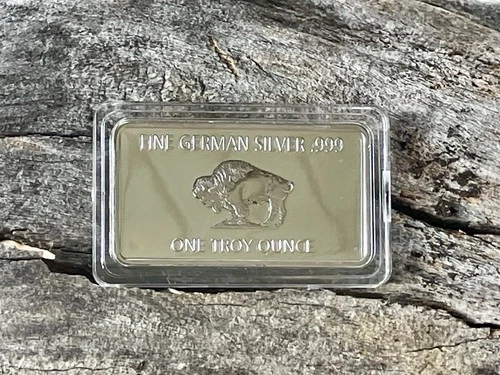 FINE GERMAN SILVER .999
ONE TROY OUNCE